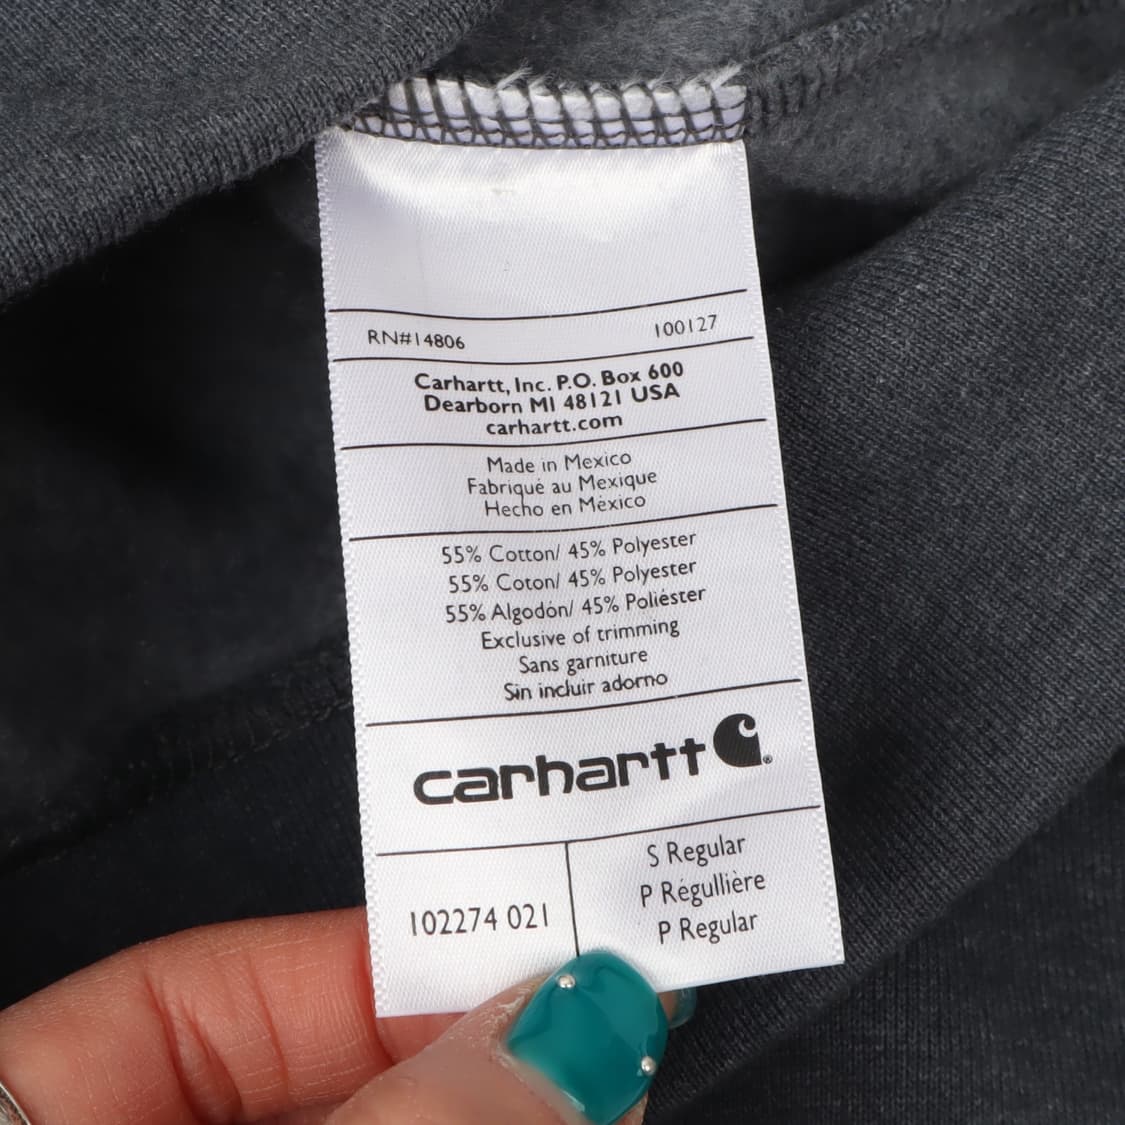 RN#14806 100127
Carhartt, Inc. P.O. Box 600
Dearborn MI 48121 USA
carhartt.com
Made in Mexico
Fabriqué au Mexique
Hecho en México
55% Cotton/ 45% Polyester
55% Coton/ 45% Polyester
55% Algodón/ 45% Poliéster
Exclusive of trimming
Sans garniture
Sin incluir adorno
carhartt ®
102274 021
S Regular
P Régullière
P Regular